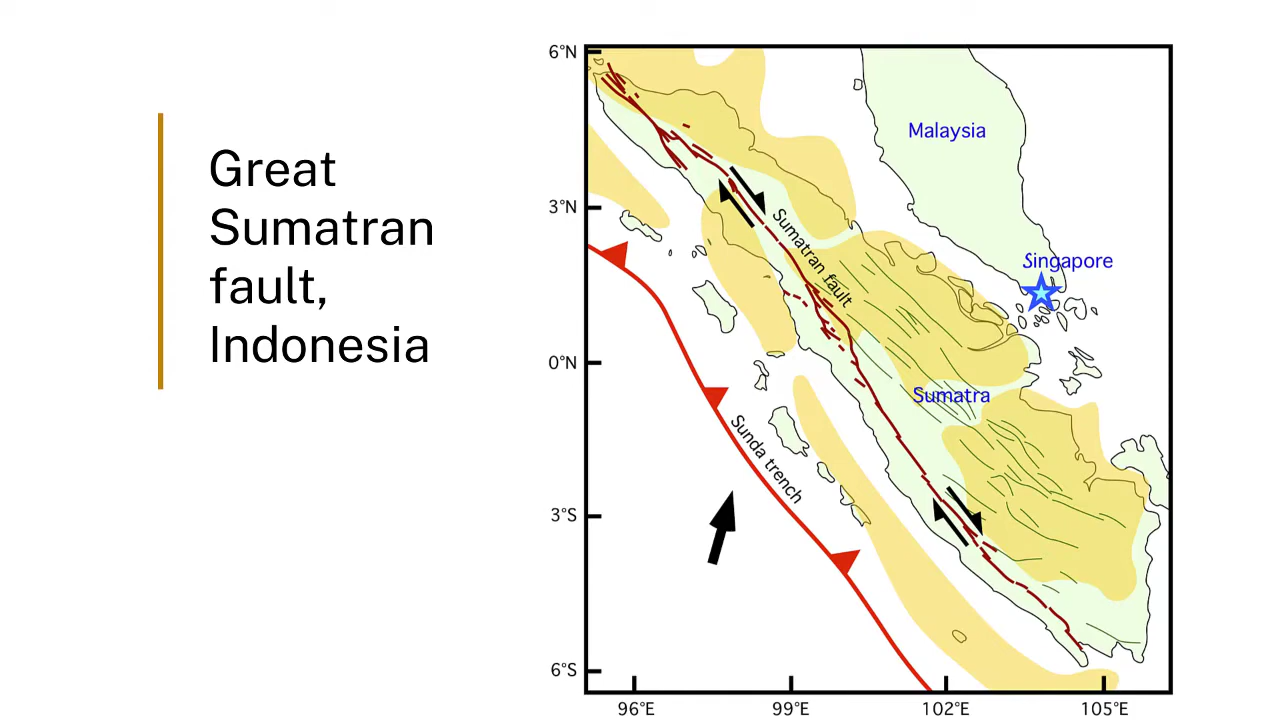 Great
Sumatran
fault,
Indonesia
6°N
3°N
0°N
3°S
6°S
96°E
99°E
102°E
105°E
Malaysia
Singapore
Sumatran fault
Sumatra
Sunda trench